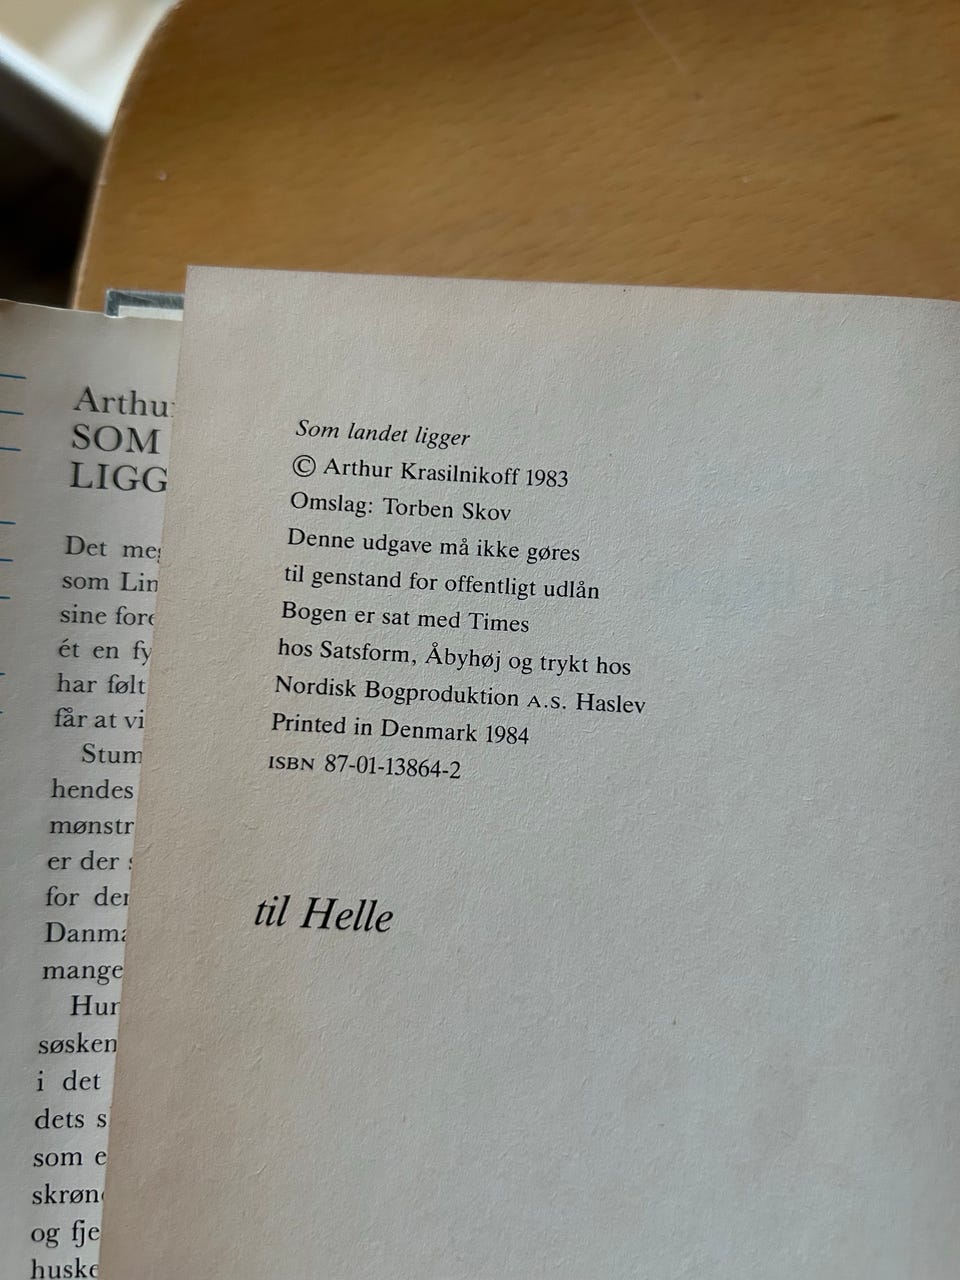 Arthu
SOM
LIGG
Det me
som Lin
sine fore
ét en fy
har følt
får at vi
Stum
hendes
mønstr
er der
for der
Danma
mange
Hun
søsken
i det
dets s
som e
skrøn
og fje
huske
Som landet ligger
© Arthur Krasilnikoff 1983
Omslag: Torben Skov
Denne udgave må ikke gøres
til genstand for offentligt udlån
Bogen er sat med Times
hos Satsform, Åbyhøj og trykt hos
Nordisk Bogproduktion A.S. Haslev
Printed in Denmark 1984
ISBN 87-01-13864-2
til Helle